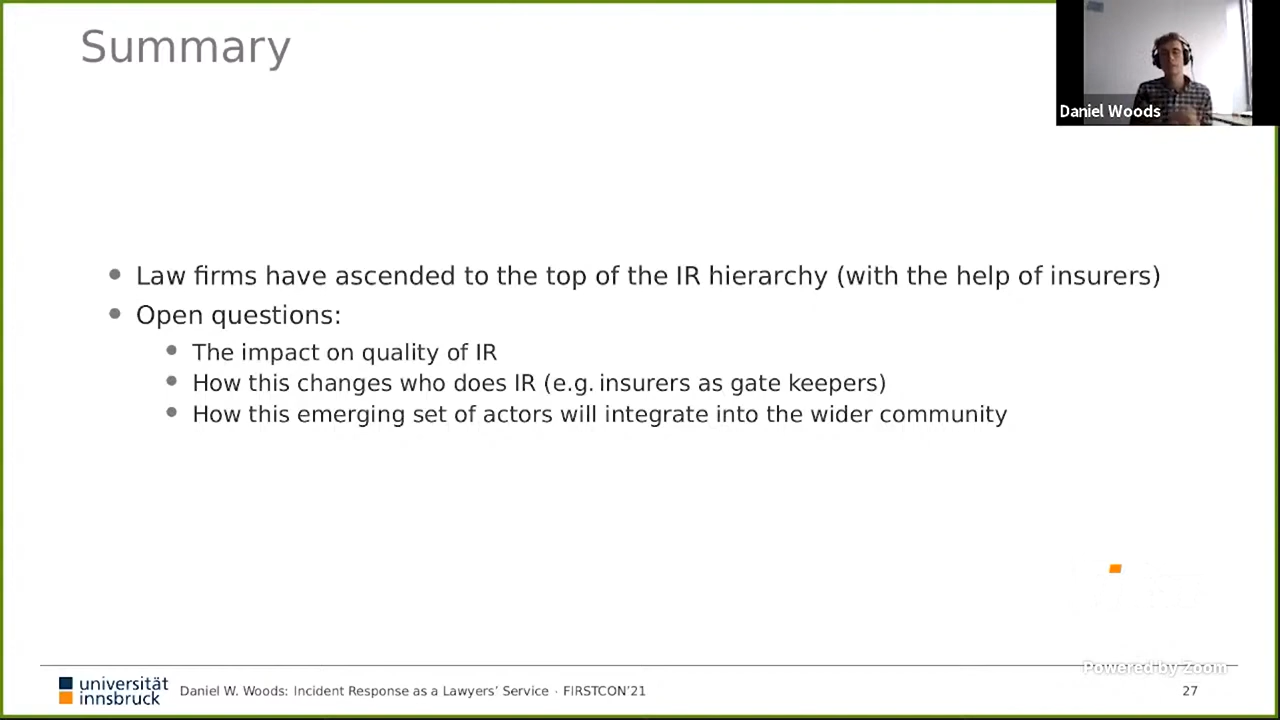 Summary
Daniel Woods
Law firms have ascended to the top of the IR hierarchy (with the help of insurers)
Open questions:
The impact on quality of IR
How this changes who does IR (e.g. insurers as gate keepers)
How this emerging set of actors will integrate into the wider community
Powered by Zoom
universität
innsbruck
Daniel W. Woods: Incident Response as a Lawyers’ Service · FIRSTCON’21
27